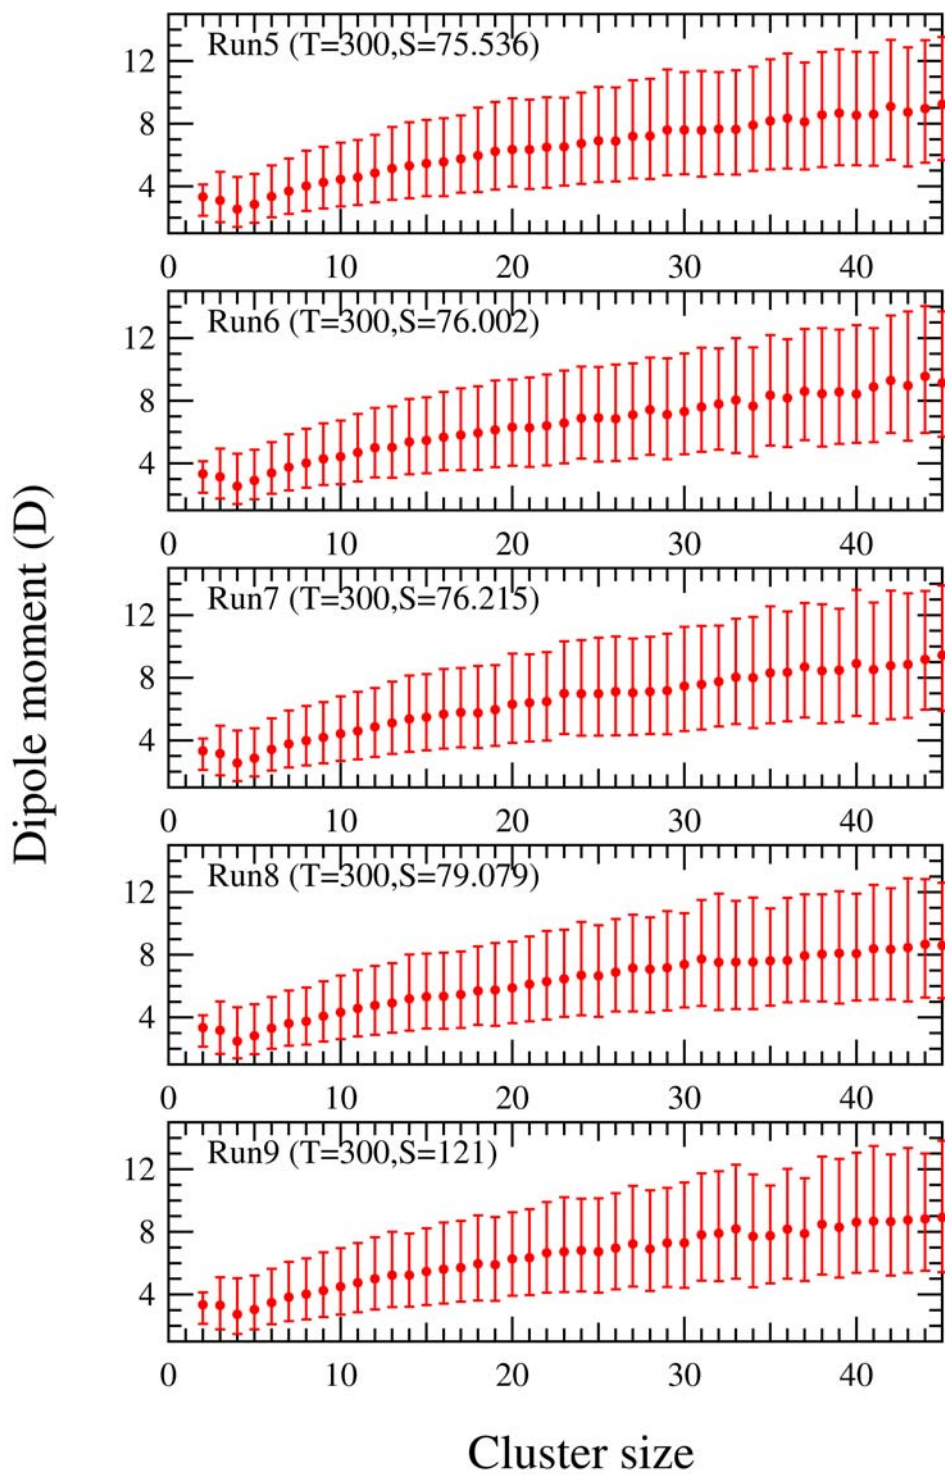 Dipole moment (D)
Run5 (T=300,S=75.536)
12
8
4
0 10 20 30 40
Run6 (T=300,S=76.002)
12
8
4
0 10 20 30 40
Run7 (T=300,S=76.215)
12
8
4
0 10 20 30 40
Run8 (T=300,S=79.079)
12
8
4
0 10 20 30 40
Run9 (T=300,S=121)
12
8
4
0 10 20 30 40
Cluster size